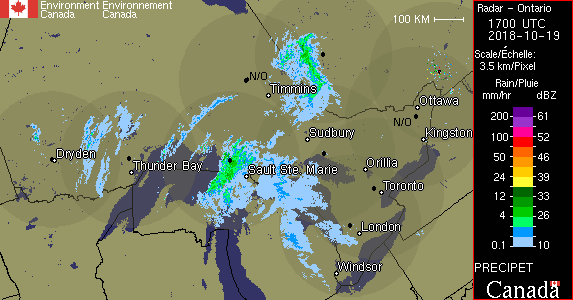 Environment Environnement
Canada Canada
100 KM
N/O
Timmins
Ottawa
N/O
Sudbury
Kingston
Dryden
Thunder Bay
Sault Ste. Marie
Orillia
Toronto
London
Windsor
Radar - Ontario
1700 UTC
2018-10-19
Scale/Échelle:
3.5 km/Pixel
Rain/Pluie
mm/hr dBZ
200 61
100 52
50 46
24 39
12 33
4 26
0.1 10
PRECIPET
Canada